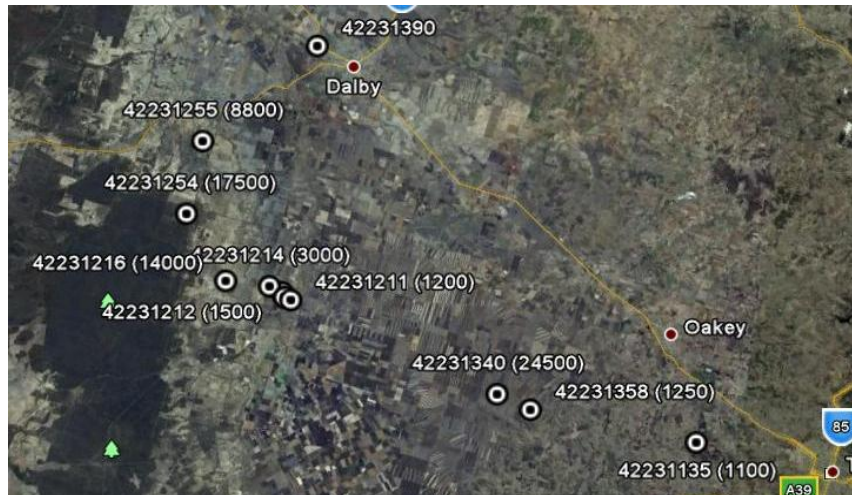 42231390
Dalby
42231255 (8800)
42231254 (17500)
42231214 (3000)
42231216 (14000)
42231211 (1200)
42231212 (1500)
Oakey
42231340 (24500)
42231358 (1250)
85
42231135 (1100)
T
A39